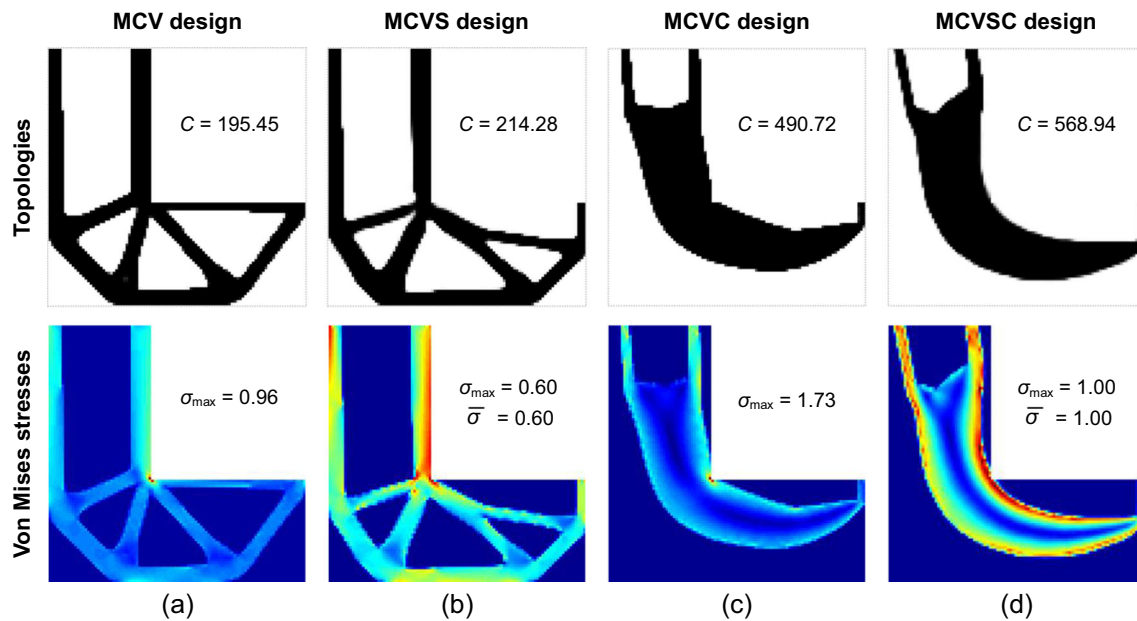 MCV design
MCVS design
MCVC design
MCVSC design
Topologies
C = 195.45
C = 214.28
C = 490.72
C = 568.94
Von Mises stresses
σmax = 0.96
σmax = 0.60
σ̅ = 0.60
σmax = 1.73
σmax = 1.00
σ̅ = 1.00
(a)
(b)
(c)
(d)